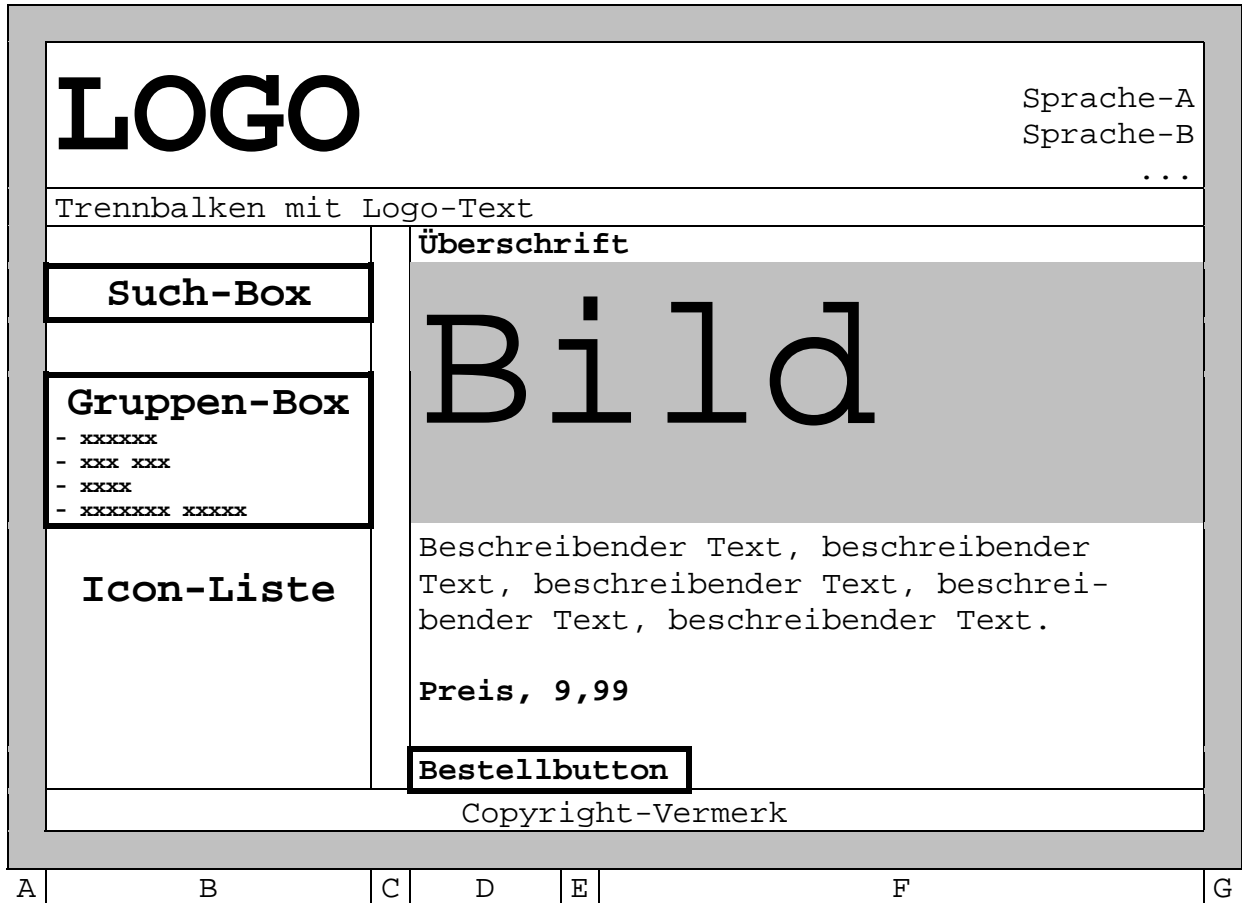 LOGO
Sprache-A
Sprache-B
...
Trennbalken mit Logo-Text
Such-Box
Gruppen-Box
- xxxxxx
- xxx xxx
- xxxx
- xxxxxxx xxxxx
Icon-Liste
Überschrift
Bild
Beschreibender Text, beschreibender
Text, beschreibender Text, beschrei-
bender Text, beschreibender Text.
Preis, 9,99
Bestellbutton
Copyright-Vermerk
A B C D E F G